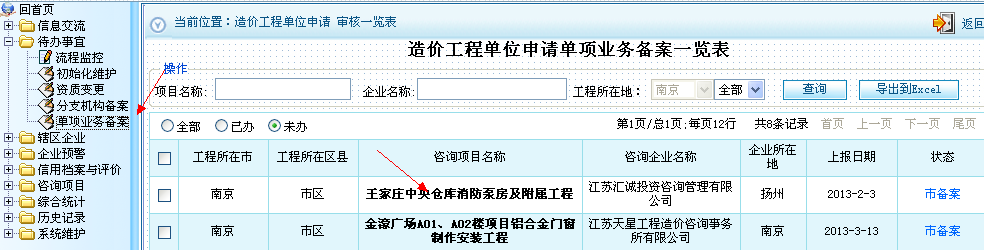 回首页
信息交流
待办事宜
流程监控
初始化维护
资质变更
分支机构备案
单项业务备案
辖区企业
企业预警
信用档案与评价
咨询项目
综合统计
历史记录
系统维护
当前位置：造价工程单位申请 审核一览表
返回
造价工程单位申请单项业务备案一览表
操作
项目名称: 企业名称: 工程所在地： 南京 全部 查询 导出到Excel
全部 已办 未办 第1页/总1页;每页12行 共8条记录 首页 上一页 下一页 尾页
工程所在市 工程所在区县 咨询项目名称 咨询企业名称 企业所在地 上报日期 状态
南京 市区 王家庄中央仓库消防泵房及附属工程 江苏汇诚投资咨询管理有限公司 扬州 2013-2-3 市备案
南京 市区 金濠广场A01、A02楼项目铝合金门窗制作安装工程 江苏天星工程造价咨询事务所有限公司 南京 2013-3-13 市备案